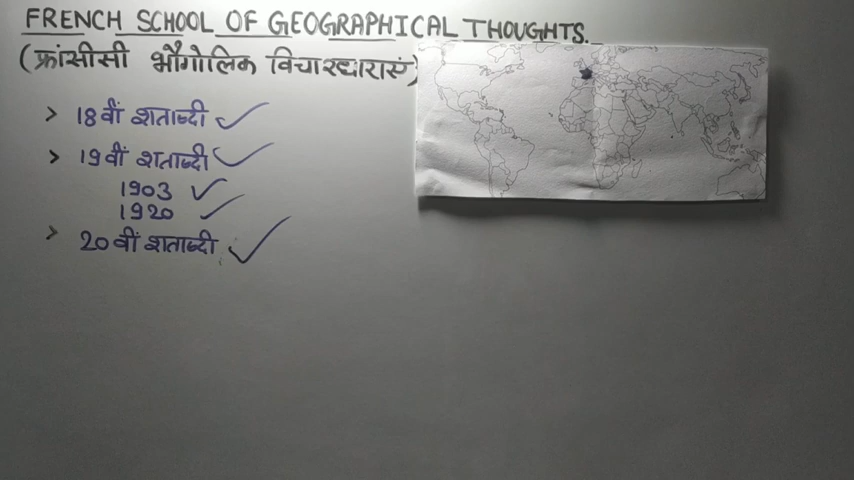 FRENCH SCHOOL OF GEOGRAPHICAL THOUGHTS.
(फ्रांसीसी भौगोलिक विचारधाराएं)
> 18वीं शताब्दी ✓
> 19वीं शताब्दी ✓
1903 ✓
1920 ✓
> 20वीं शताब्दी ✓